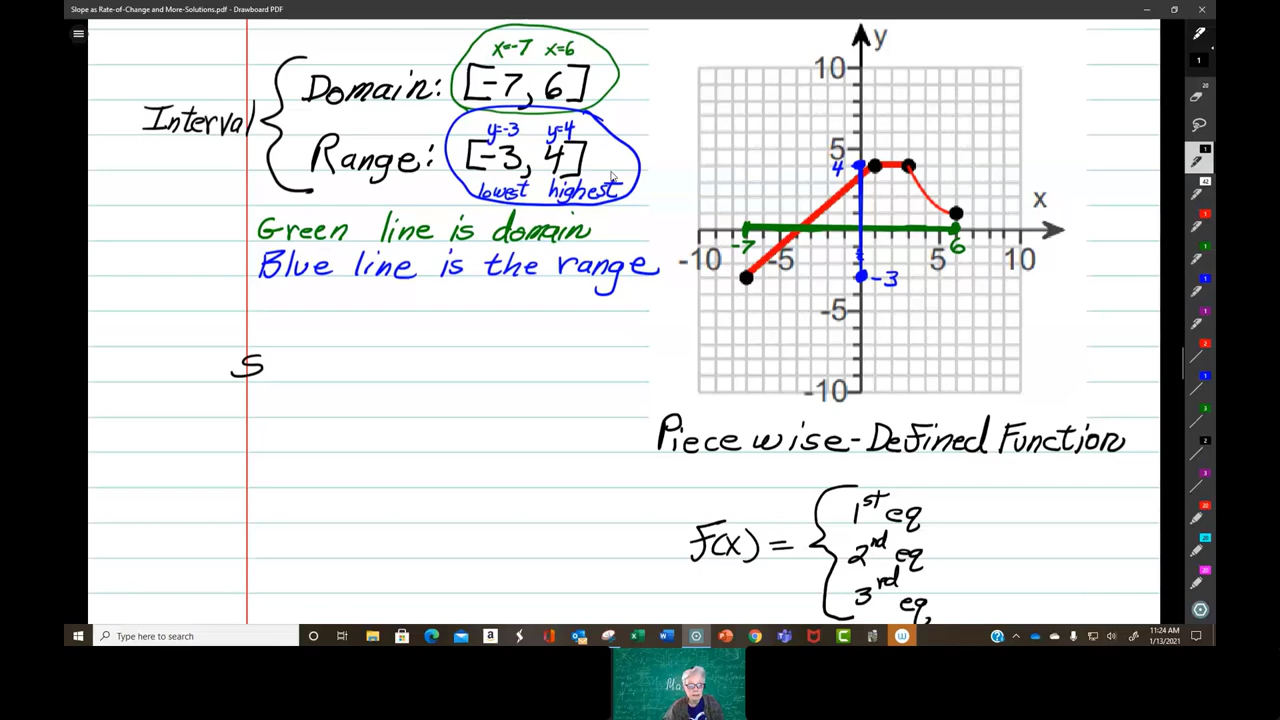 Slope as Rate-of-Change and More-Solutions.pdf - Drawboard PDF
x=-7 x=6
Domain: [-7, 6]
Interval
y=-3 y=4
Range: [-3, 4]
lowest highest
Green line is domain
Blue line is the range
S
y
10
5
4
x
-7
6
-10
-5
5
10
-3
-5
-10
Piecewise-Defined Function
F(x) =
1st eq
2nd eq
3rd eq,
Type here to search
11:24 AM
1/13/2021